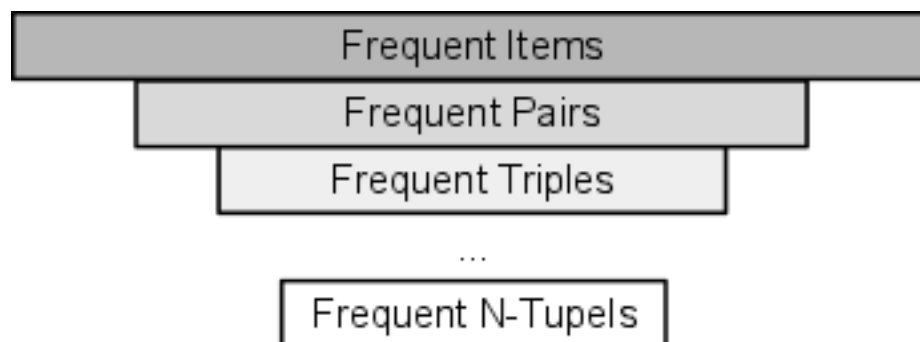 Frequent Items
Frequent Pairs
Frequent Triples
...
Frequent N-Tupels